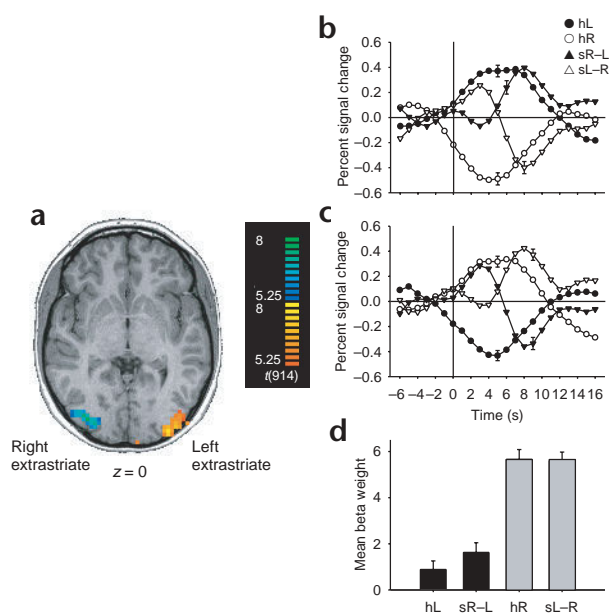 a
8
5.25
8
5.25
t(914)
Right
extrastriate
z = 0
Left
extrastriate
b
hL
hR
sR–L
sL–R
Percent signal change
0.6
0.4
0.2
0.0
−0.2
−0.4
−0.6
c
Percent signal change
0.6
0.4
0.2
0.0
−0.2
−0.4
−0.6
−6 −4 −2 0 2 4 6 8 10 12 14 16
Time (s)
d
Mean beta weight
6
4
2
0
hL sR–L hR sL–R